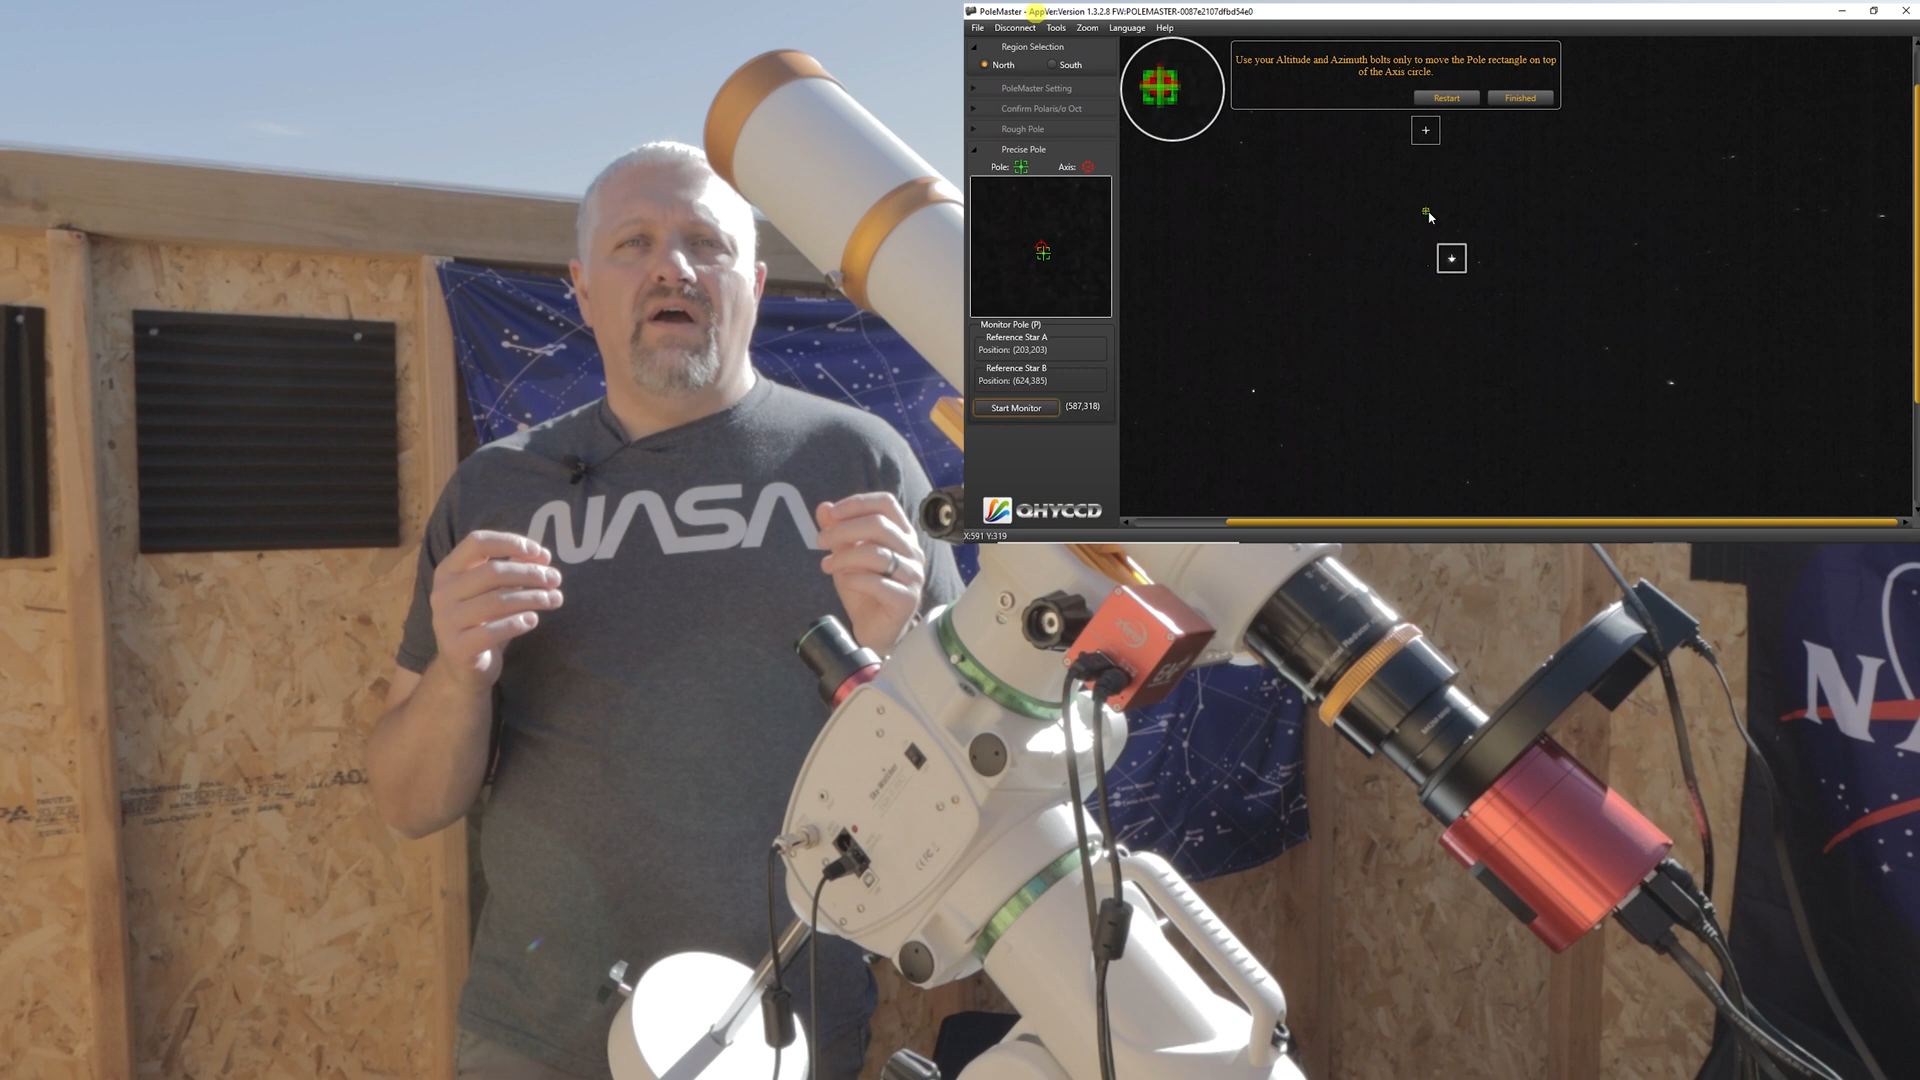 PoleMaster - AppVer:Version 1.3.2.8 FW:POLEMASTER-0087e2107dfbd54e0
File Disconnect Tools Zoom Language Help
Region Selection
North South
PoleMaster Setting
Confirm Polaris/σ Oct
Rough Pole
Precise Pole
Pole: Axis:
Monitor Pole (P)
Reference Star A
Position: (203,203)
Reference Star B
Position: (624,385)
Start Monitor (587,318)
QHYCCD
X:591 Y:319
Use your Altitude and Azimuth bolts only to move the Pole rectangle on top
of the Axis circle.
Restart Finished
NASA
Sky-Watcher
NA